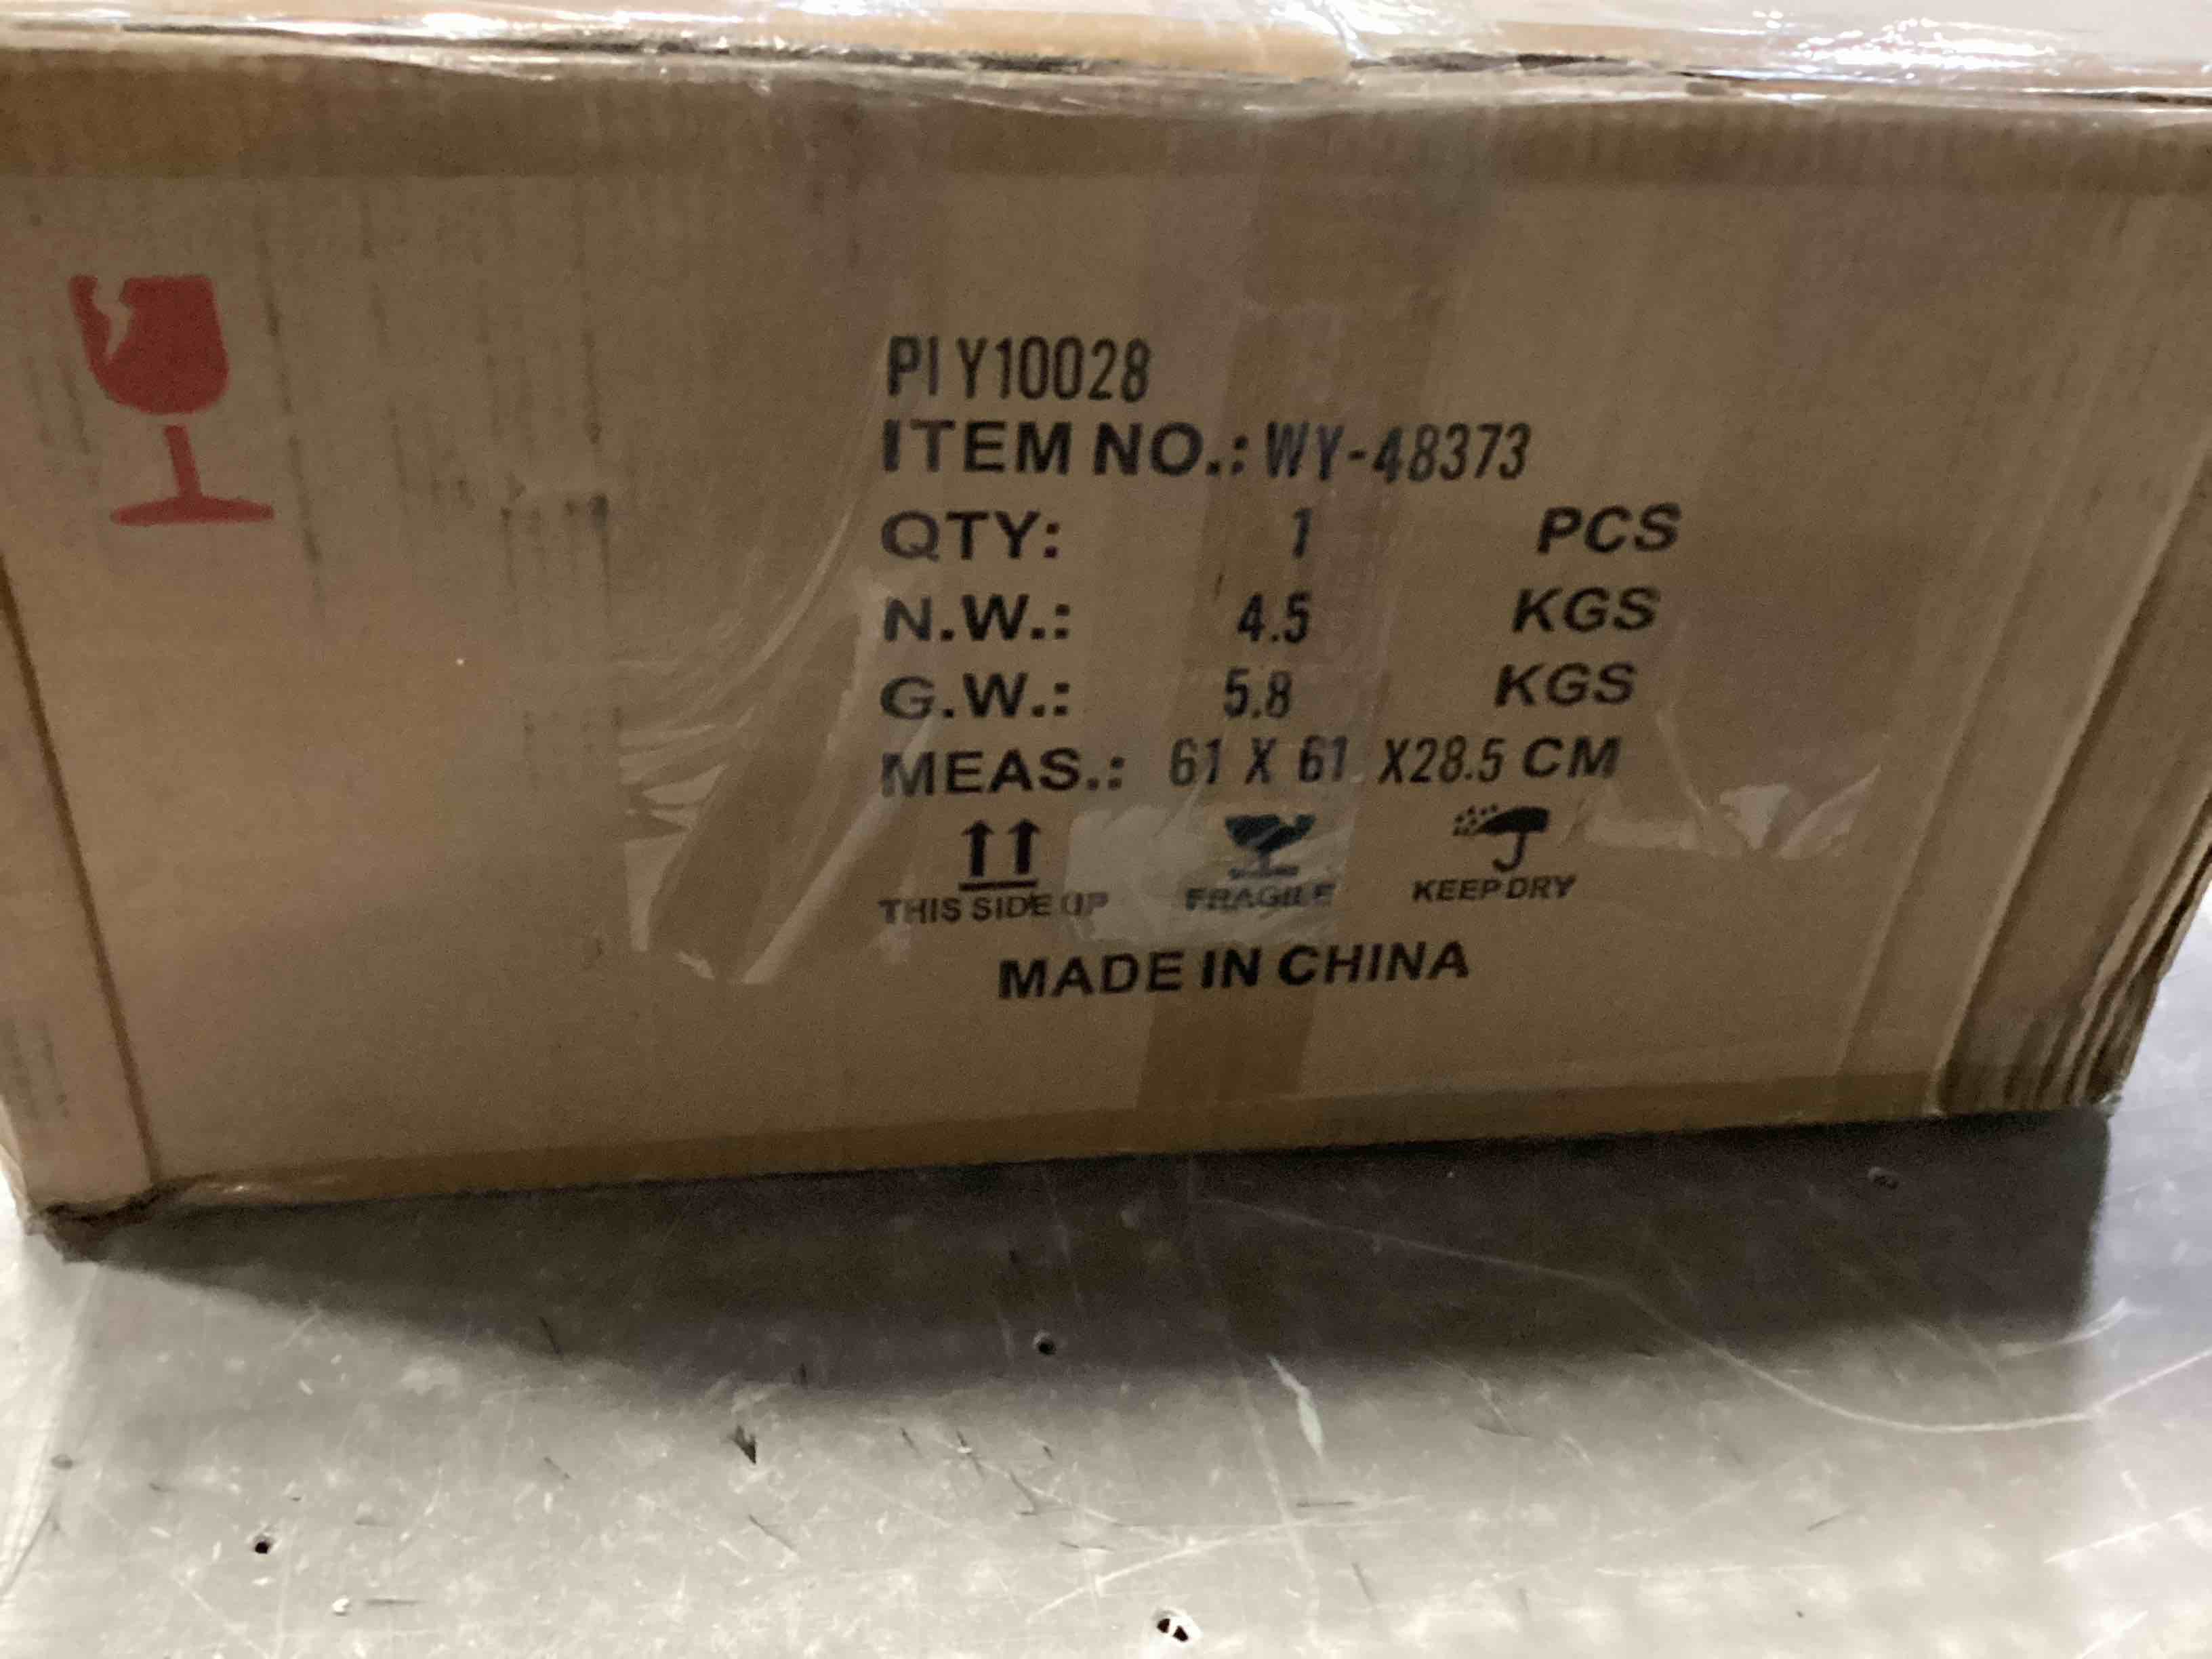 PI Y10028
ITEM NO.: WY-48373
QTY: 1 PCS
N.W.: 4.5 KGS
G.W.: 5.8 KGS
MEAS.: 61 X 61 X28.5 CM
THIS SIDE UP FRAGILE KEEP DRY
MADE IN CHINA